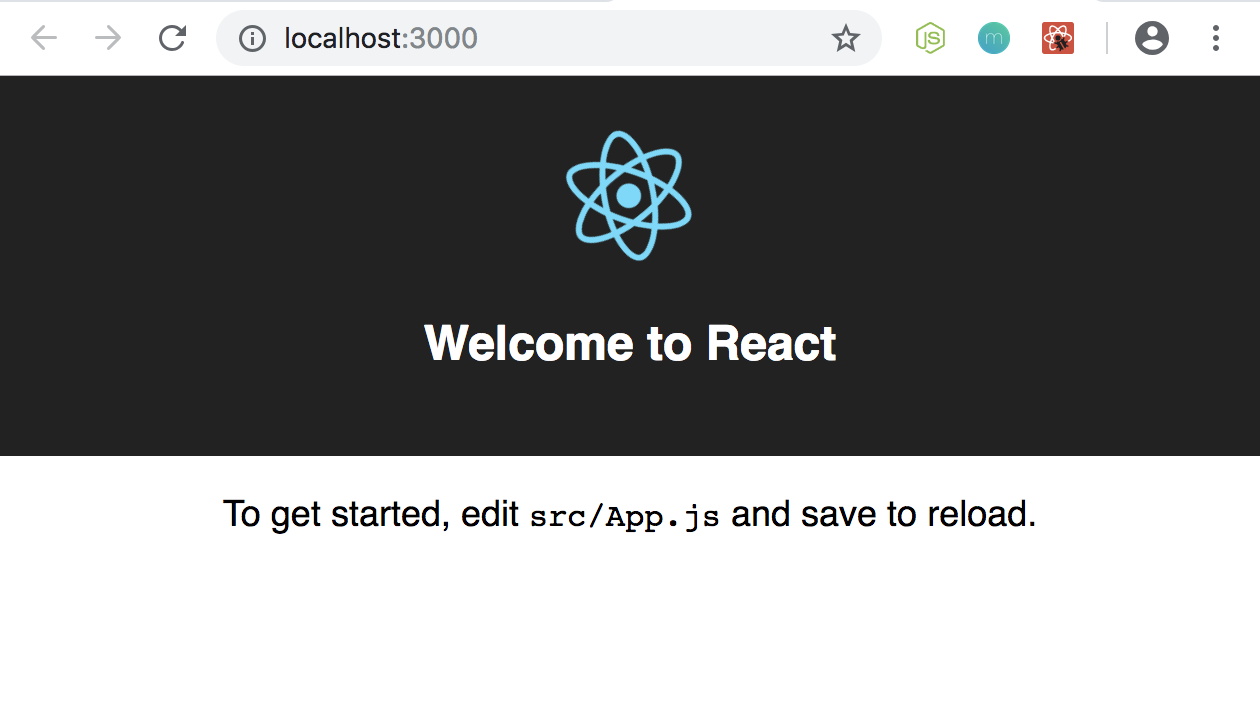 localhost:3000
JS
m
Welcome to React
To get started, edit src/App.js and save to reload.